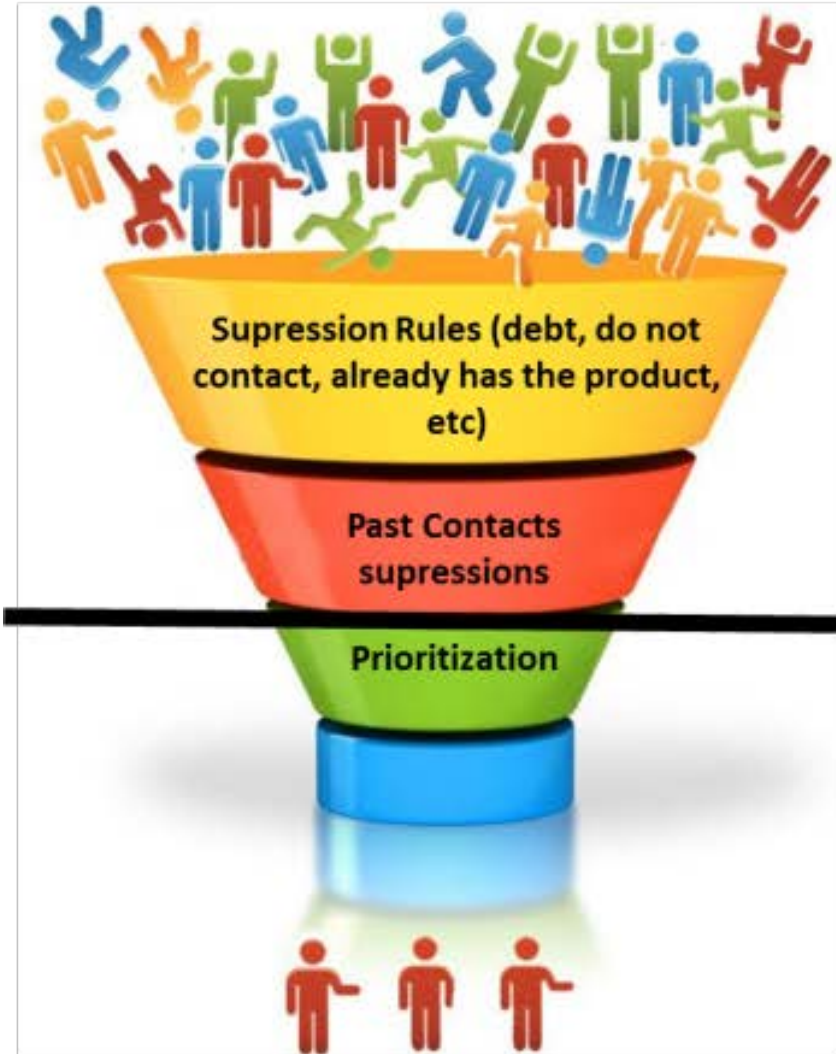 Supression Rules (debt, do not
contact, already has the product,
etc)
Past Contacts
supressions
Prioritization